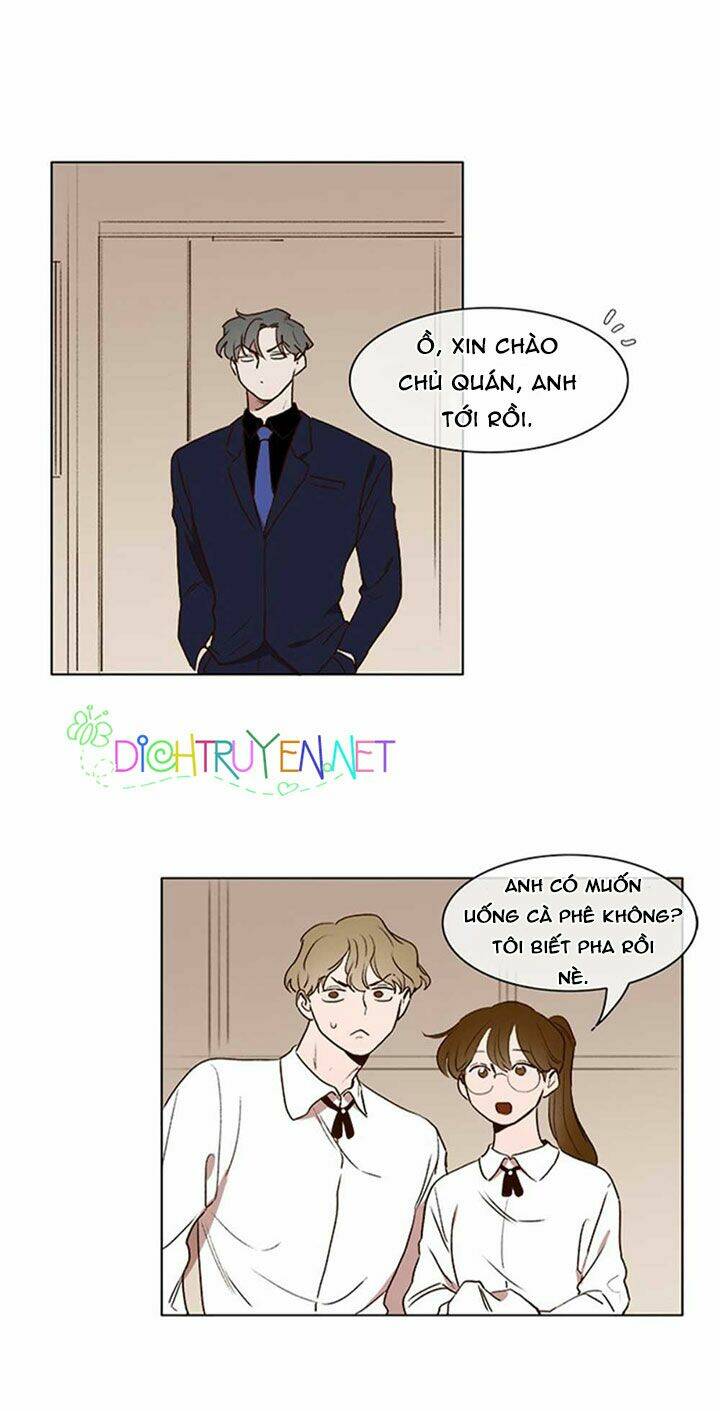 Ồ, XIN CHÀO
CHỦ QUÁN, ANH
TỚI RỒI.
DICHTRUYEN.NET
ANH CÓ MUỐN
UỐNG CÀ PHÊ KHÔNG?
TÔI BIẾT PHA RỒI
NÈ.